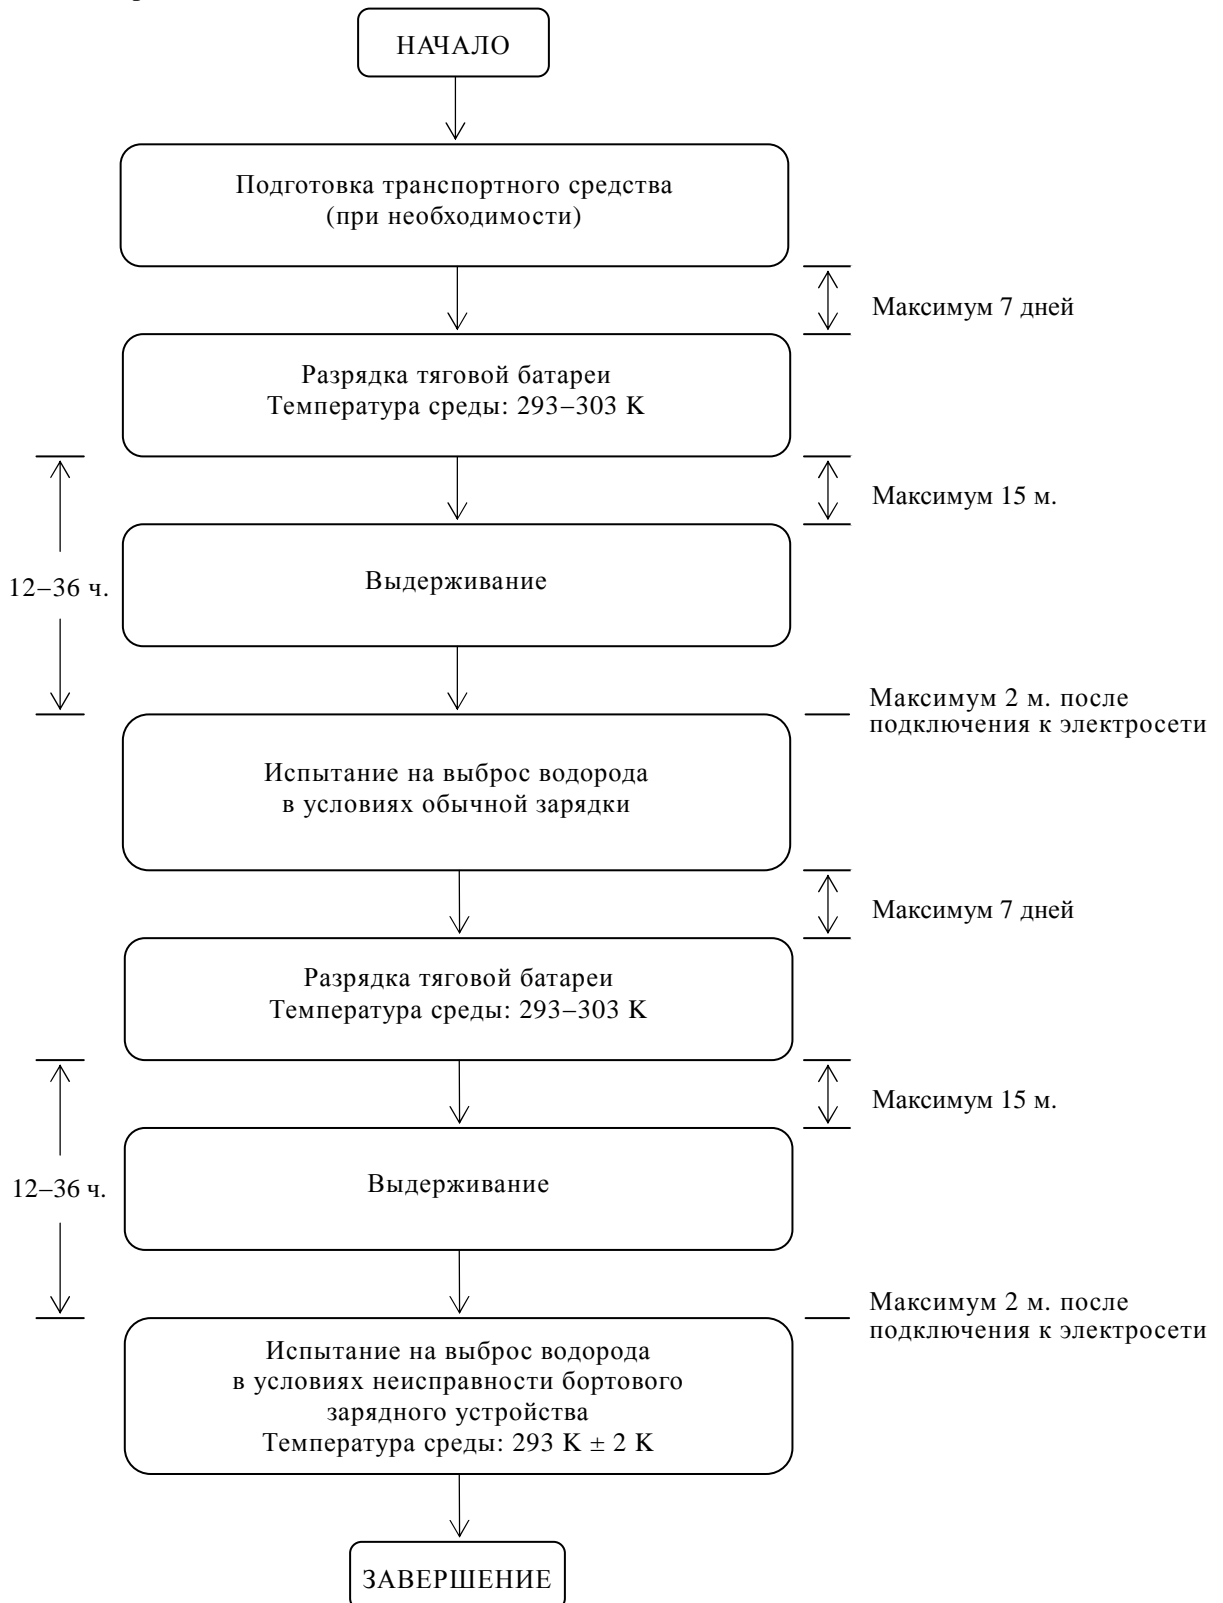 НАЧАЛО
Подготовка транспортного средства
(при необходимости)
Максимум 7 дней
Разрядка тяговой батареи
Температура среды: 293–303 K
Максимум 15 м.
Выдерживание
12–36 ч.
Максимум 2 м. после
подключения к электросети
Испытание на выброс водорода
в условиях обычной зарядки
Максимум 7 дней
Разрядка тяговой батареи
Температура среды: 293–303 K
Максимум 15 м.
Выдерживание
12–36 ч.
Максимум 2 м. после
подключения к электросети
Испытание на выброс водорода
в условиях неисправности бортового
зарядного устройства
Температура среды: 293 K ± 2 K
ЗАВЕРШЕНИЕ